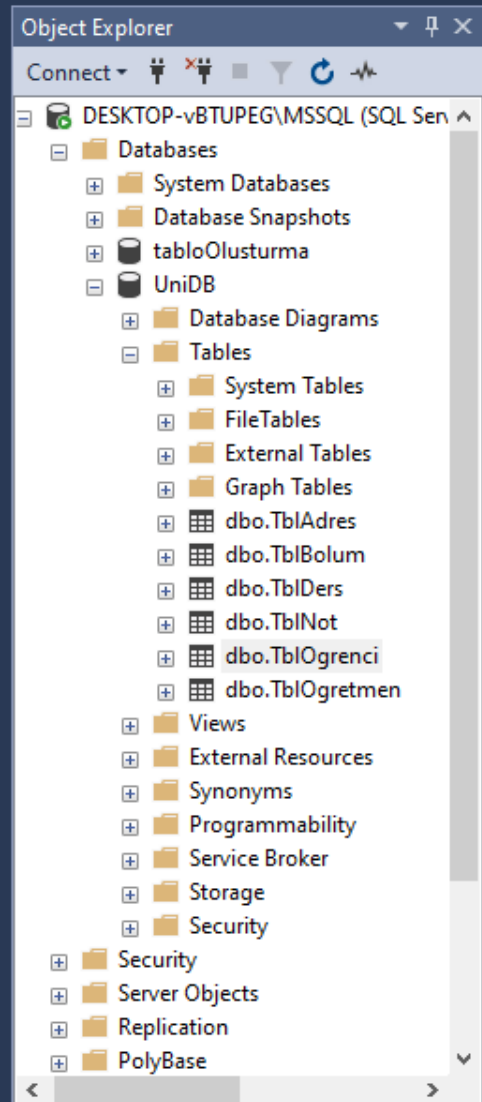 Object Explorer
Connect
DESKTOP-vBTUPEG\MSSQL (SQL Serv
Databases
System Databases
Database Snapshots
tabloOlusturma
UniDB
Database Diagrams
Tables
System Tables
FileTables
External Tables
Graph Tables
dbo.TblAdres
dbo.TblBolum
dbo.TblDers
dbo.TblNot
dbo.TblOgrenci
dbo.TblOgretmen
Views
External Resources
Synonyms
Programmability
Service Broker
Storage
Security
Security
Server Objects
Replication
PolyBase